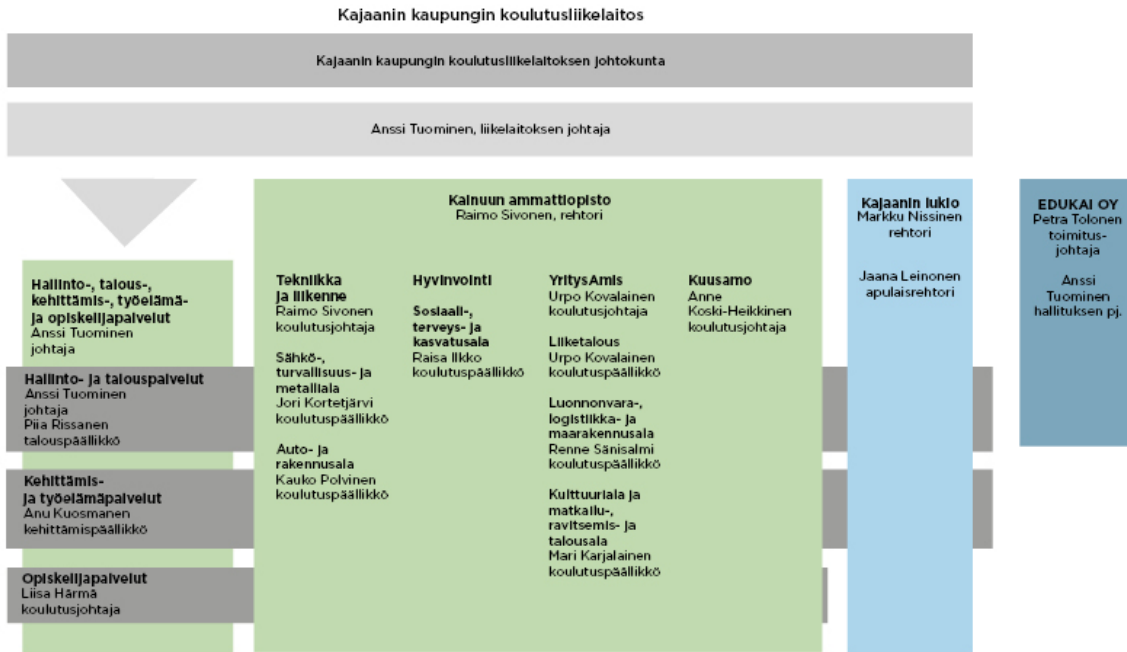 Kajaanin kaupungin koulutusliikelaitos
Kajaanin kaupungin koulutusliikelaitoksen johtokunta
Anssi Tuominen, liikelaitoksen johtaja
Hallinto-, talous-,
kehittämis-, työelämä-
ja opiskelijapalvelut
Anssi Tuominen
johtaja
Hallinto- ja talouspalvelut
Anssi Tuominen
johtaja
Piia Rissanen
talouspäällikkö
Kehittämis-
ja työelämäpalvelut
Anu Kuosmanen
kehittämispäällikkö
Opiskelijapalvelut
Liisa Härmä
koulutusjohtaja
Kainuun ammattiopisto
Raimo Sivonen, rehtori
Tekniikka
ja liikenne
Raimo Sivonen
koulutusjohtaja
Sähkö-,
turvallisuus- ja
metalliala
Jori Kortetjärvi
koulutuspäällikkö
Auto- ja
rakennusala
Kauko Polvinen
koulutuspäällikkö
Hyvinvointi
Sosiaali-,
terveys- ja
kasvatusala
Raisa Ilkko
koulutuspäällikkö
YritysAmis
Urpo Kovalainen
koulutusjohtaja
Liiketalous
Urpo Kovalainen
koulutuspäällikkö
Luonnonvara-,
logistiikka- ja
maarakennusala
Renne Sänisalmi
koulutuspäällikkö
Kulttuuriala ja
matkailu-,
ravitsemis- ja
talousala
Mari Karjalainen
koulutuspäällikkö
Kuusamo
Anne
Koski-Heikkinen
koulutusjohtaja
Kajaanin lukio
Markku Nissinen
rehtori
Jaana Leinonen
apulaisrehtori
EDUKAI OY
Petra Tolonen
toimitus-
johtaja
Anssi
Tuominen
hallituksen pj.